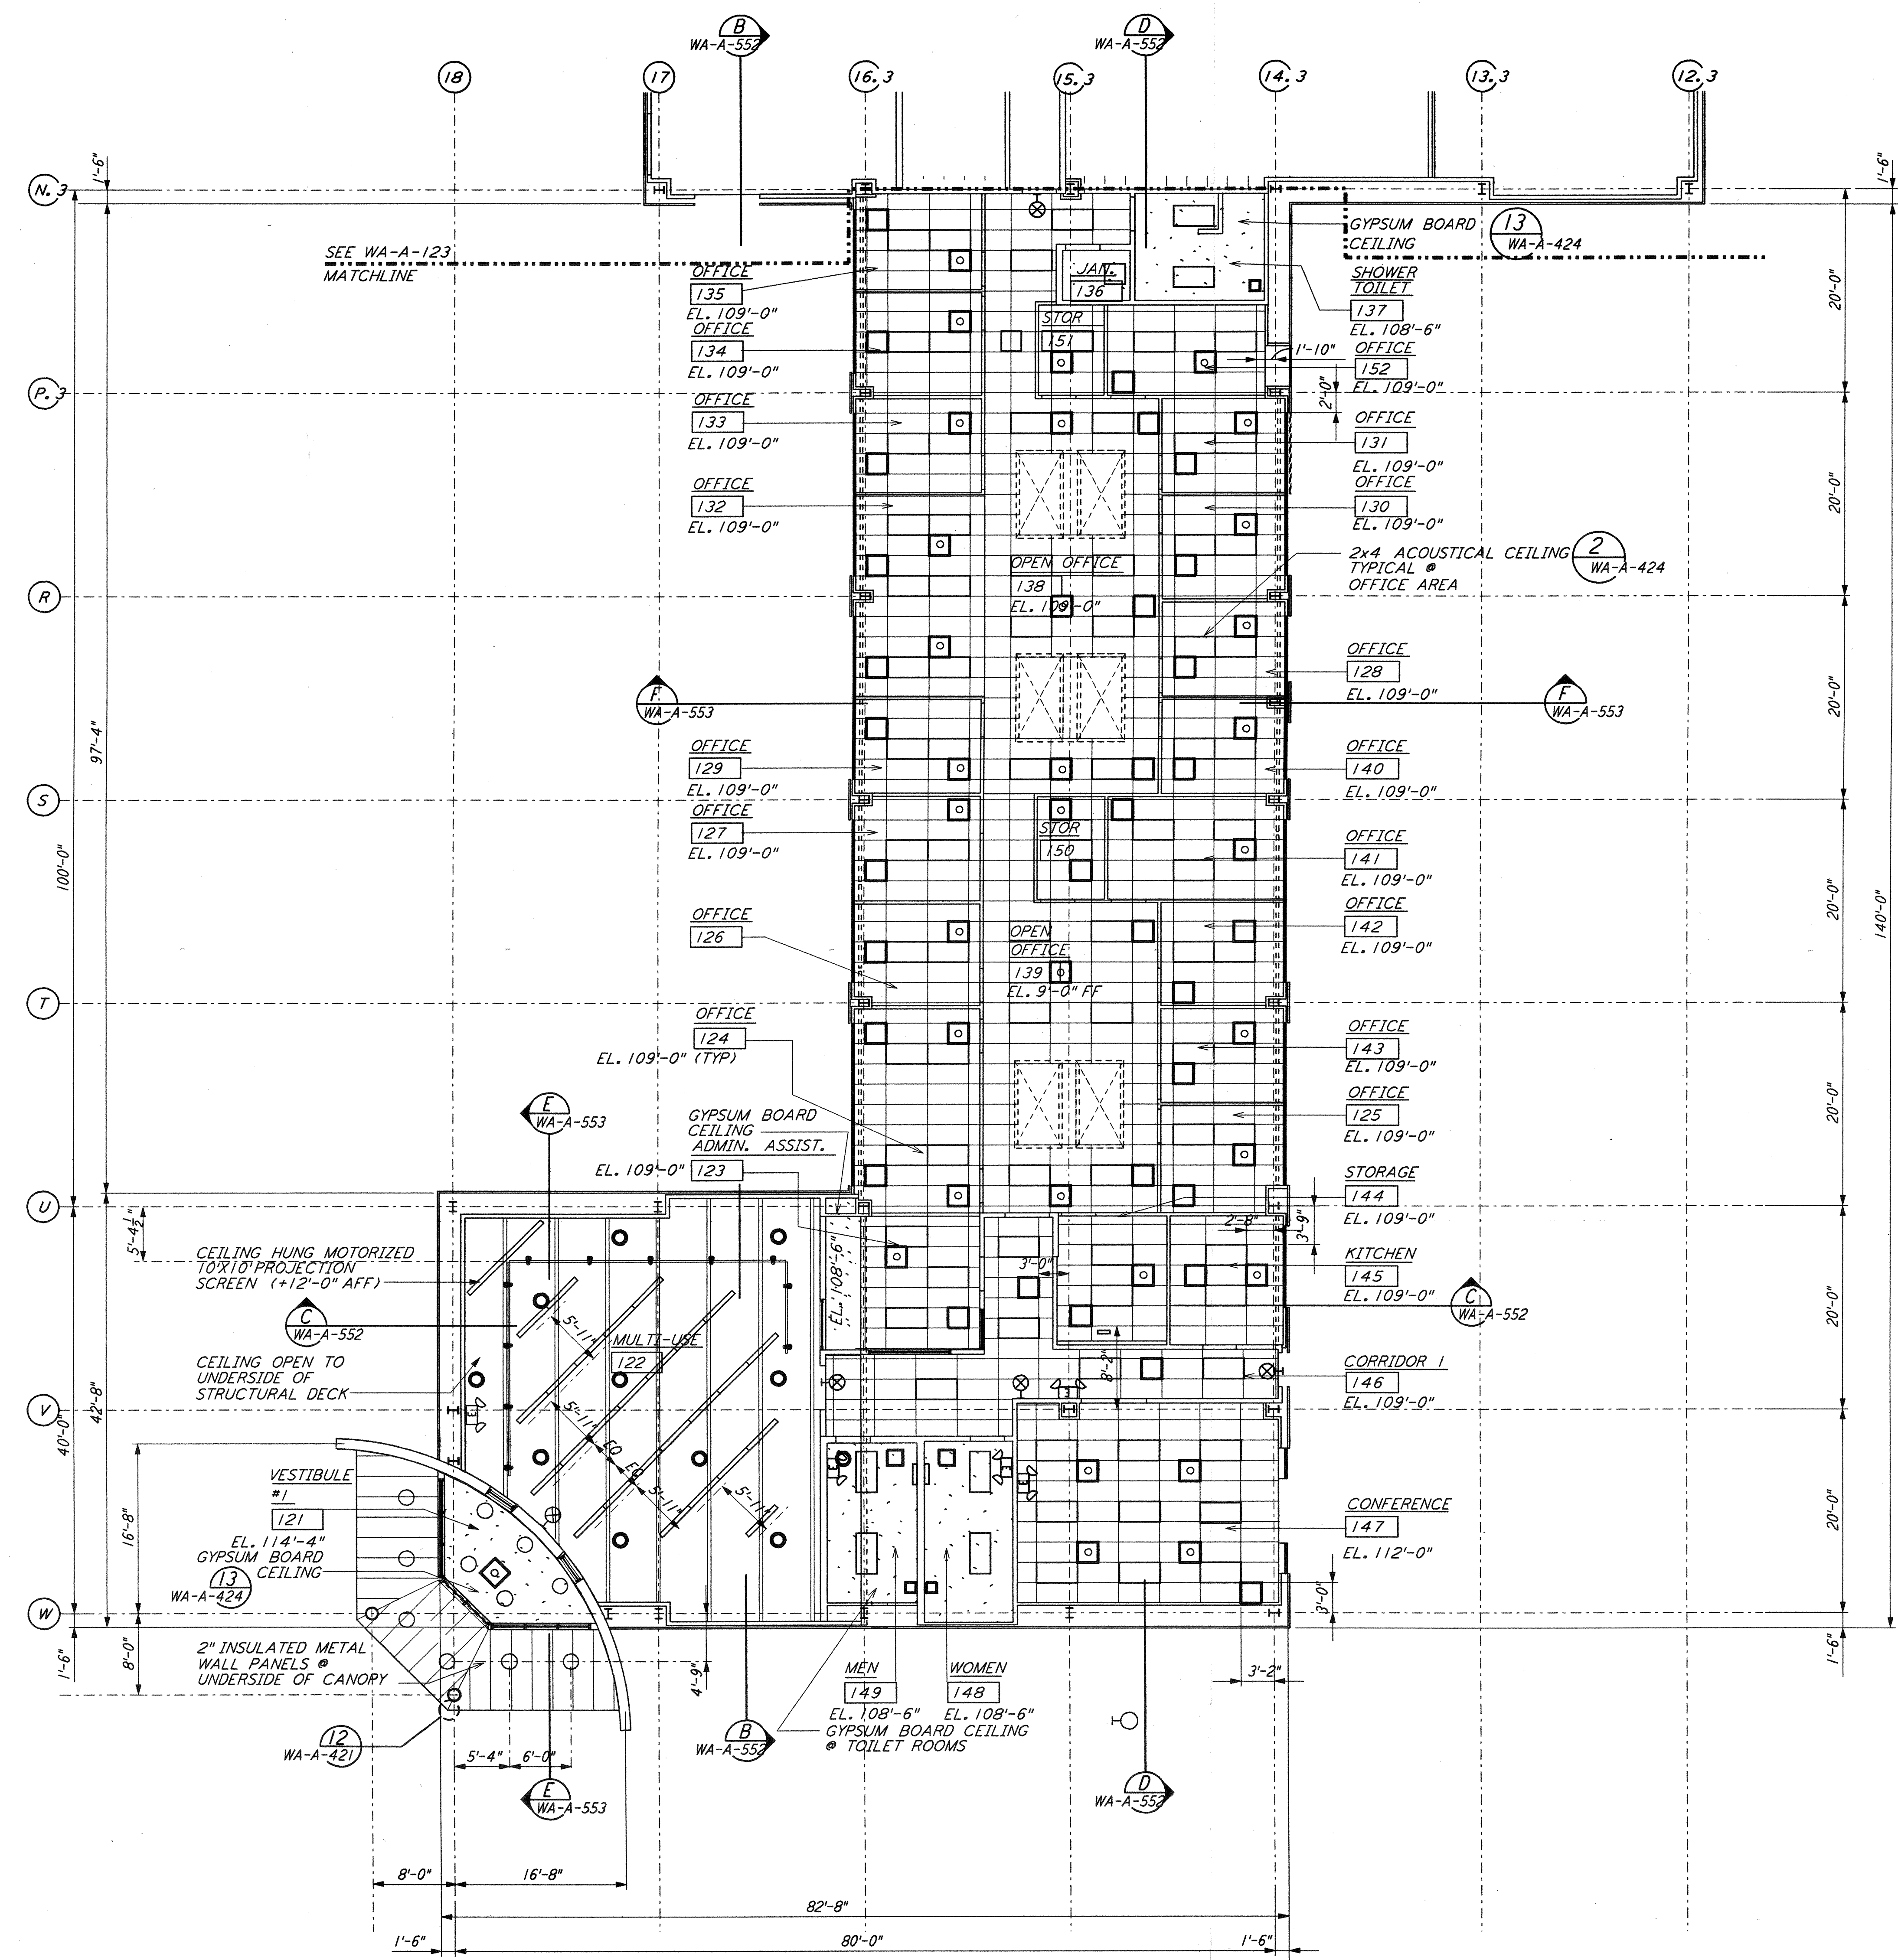 B
WA-A-552
D
WA-A-552
18
17
16.3
15.3
14.3
13.3
12.3
N.3
P.3
R
S
T
U
V
W
1'-6"
97'-4"
100'-0"
42'-8"
40'-0"
1'-6"
16'-8"
8'-0"
5'-4½"
SEE WA-A-123
MATCHLINE
OFFICE
135
EL. 109'-0"
OFFICE
134
EL. 109'-0"
OFFICE
133
EL. 109'-0"
OFFICE
132
EL. 109'-0"
F
WA-A-553
OFFICE
129
EL. 109'-0"
OFFICE
127
EL. 109'-0"
OFFICE
126
OFFICE
124
EL. 109'-0" (TYP)
GYPSUM BOARD
CEILING
ADMIN. ASSIST.
EL. 109'-0" 123
E
WA-A-553
JAN.
136
STOR
151
OPEN OFFICE
138
EL. 109'-0"
STOR
150
OPEN
OFFICE
139
EL. 9'-0" FF
GYPSUM BOARD
CEILING
13
WA-A-424
SHOWER
TOILET
137
EL. 108'-6"
1'-10"
2'-0"
OFFICE
152
EL. 109'-0"
OFFICE
131
EL. 109'-0"
OFFICE
130
EL. 109'-0"
2x4 ACOUSTICAL CEILING
TYPICAL @
OFFICE AREA
2
WA-A-424
OFFICE
128
EL. 109'-0"
F
WA-A-553
OFFICE
140
EL. 109'-0"
OFFICE
141
EL. 109'-0"
OFFICE
142
EL. 109'-0"
OFFICE
143
EL. 109'-0"
OFFICE
125
EL. 109'-0"
STORAGE
144
EL. 109'-0"
2'-8"
3'-9"
KITCHEN
145
EL. 109'-0"
C
WA-A-552
CORRIDOR 1
146
EL. 109'-0"
CONFERENCE
147
EL. 112'-0"
3'-0"
3'-2"
3'-0"
8'-2"
EL. 108'-6"
CEILING HUNG MOTORIZED
10'X10' PROJECTION
SCREEN (+12'-0" AFF)
C
WA-A-552
CEILING OPEN TO
UNDERSIDE OF
STRUCTURAL DECK
MULTI-USE
122
5'-11"
5'-11"
EQ
EQ
5'-11"
5'-11"
E
E
E
E
VESTIBULE
#1
121
EL. 114'-4"
GYPSUM BOARD
CEILING
13
WA-A-424
2" INSULATED METAL
WALL PANELS @
UNDERSIDE OF CANOPY
12
WA-A-421
5'-4"
6'-0"
4'-9"
E
WA-A-553
B
WA-A-552
MEN
149
EL. 108'-6"
WOMEN
148
EL. 108'-6"
GYPSUM BOARD CEILING
@ TOILET ROOMS
D
WA-A-552
8'-0"
16'-8"
82'-8"
1'-6"
80'-0"
1'-6"
1'-6"
20'-0"
20'-0"
20'-0"
20'-0"
20'-0"
20'-0"
20'-0"
140'-0"
1'-6"